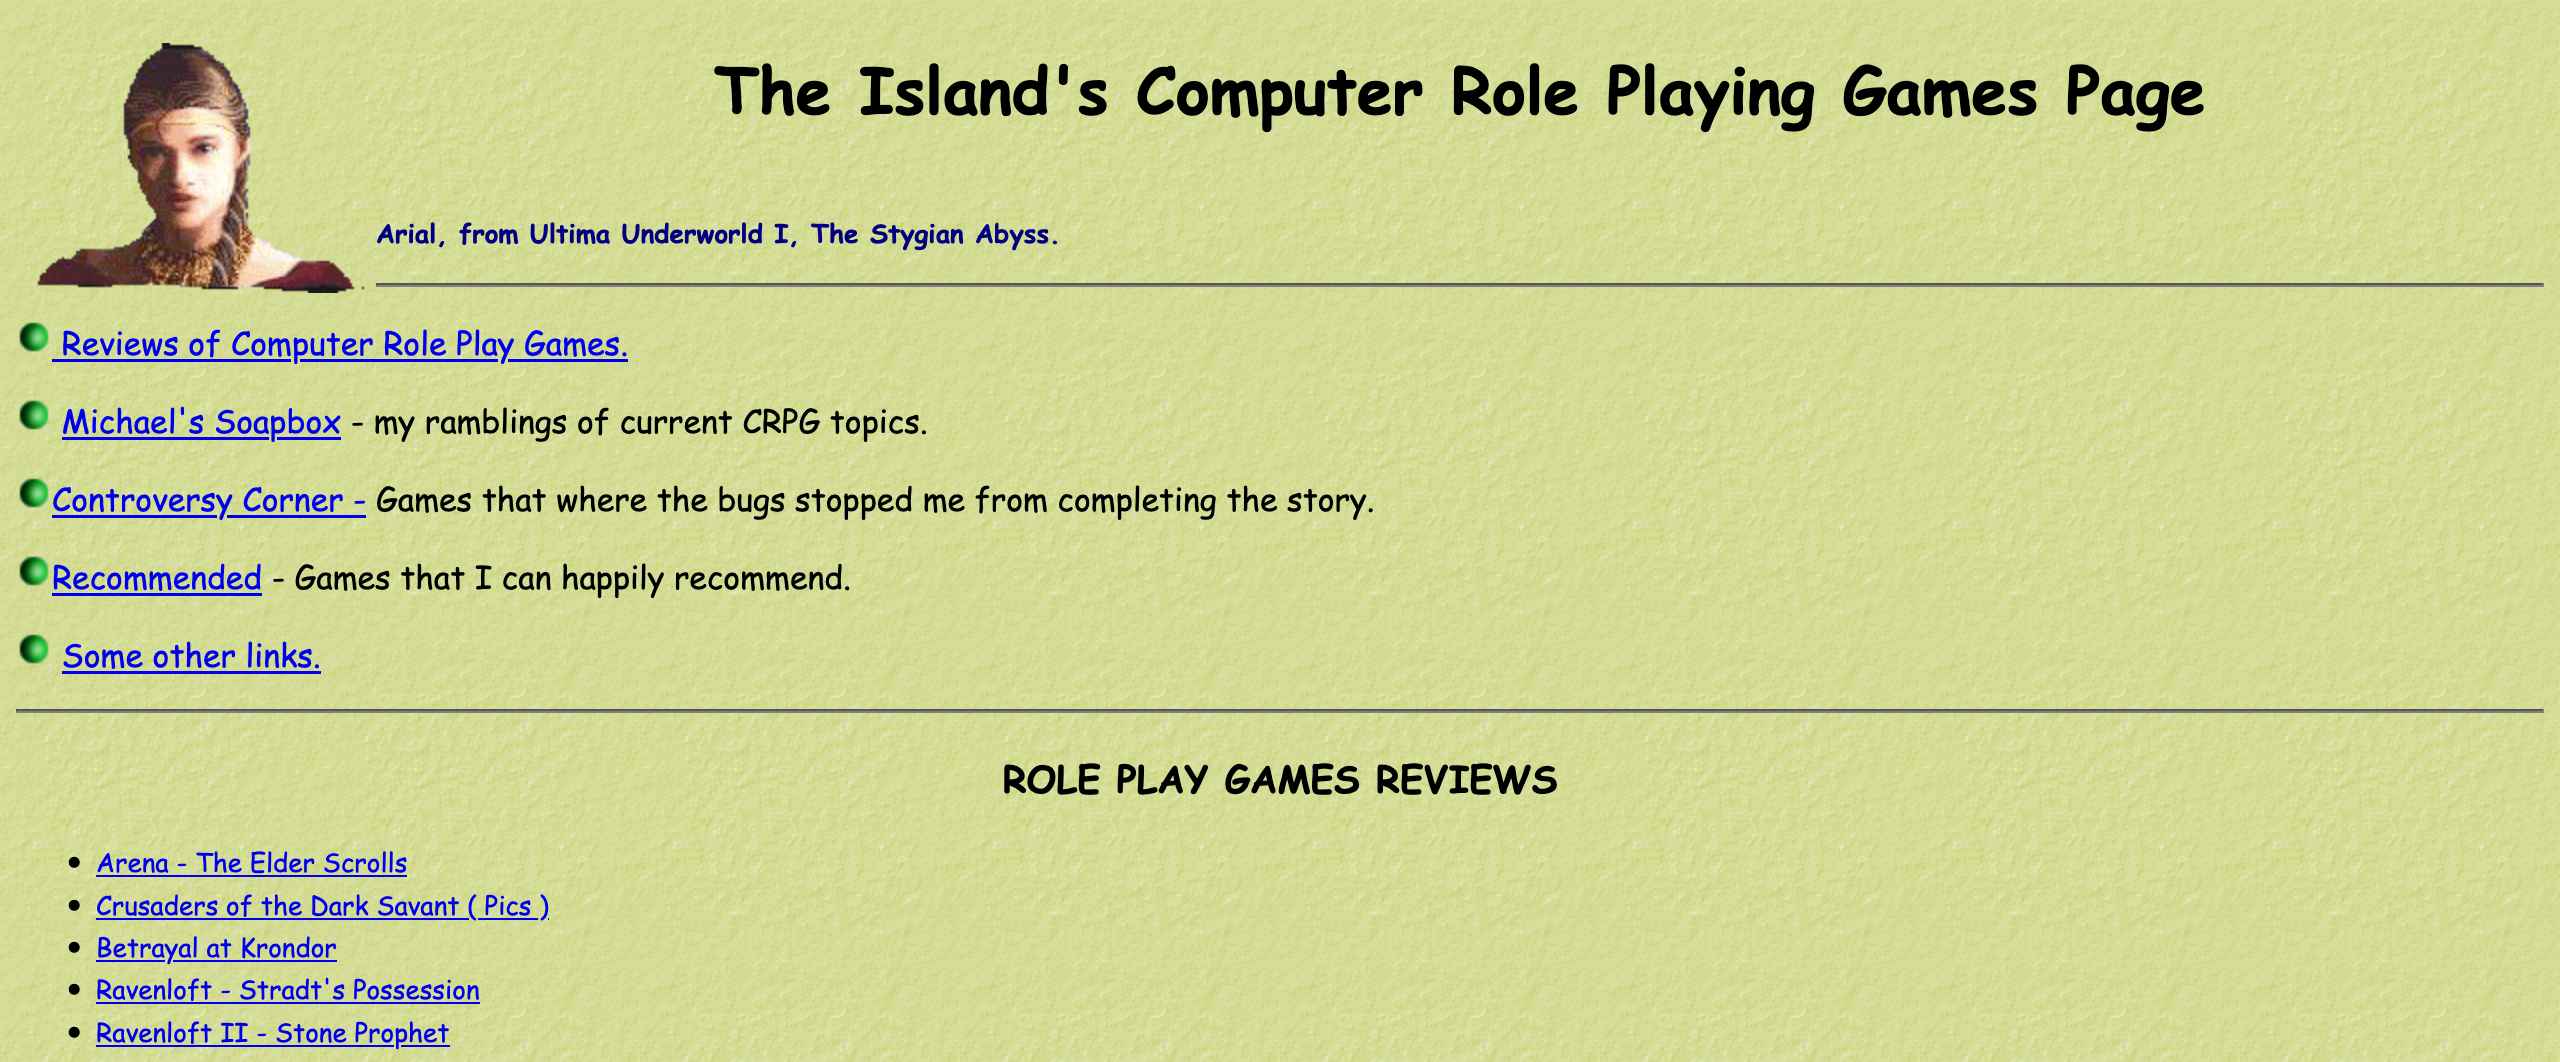 The Island's Computer Role Playing Games Page
Arial, from Ultima Underworld I, The Stygian Abyss.
Reviews of Computer Role Play Games.
Michael's Soapbox - my ramblings of current CRPG topics.
Controversy Corner - Games that where the bugs stopped me from completing the story.
Recommended - Games that I can happily recommend.
Some other links.
ROLE PLAY GAMES REVIEWS
Arena - The Elder Scrolls
Crusaders of the Dark Savant ( Pics )
Betrayal at Krondor
Ravenloft - Stradt's Possession
Ravenloft II - Stone Prophet